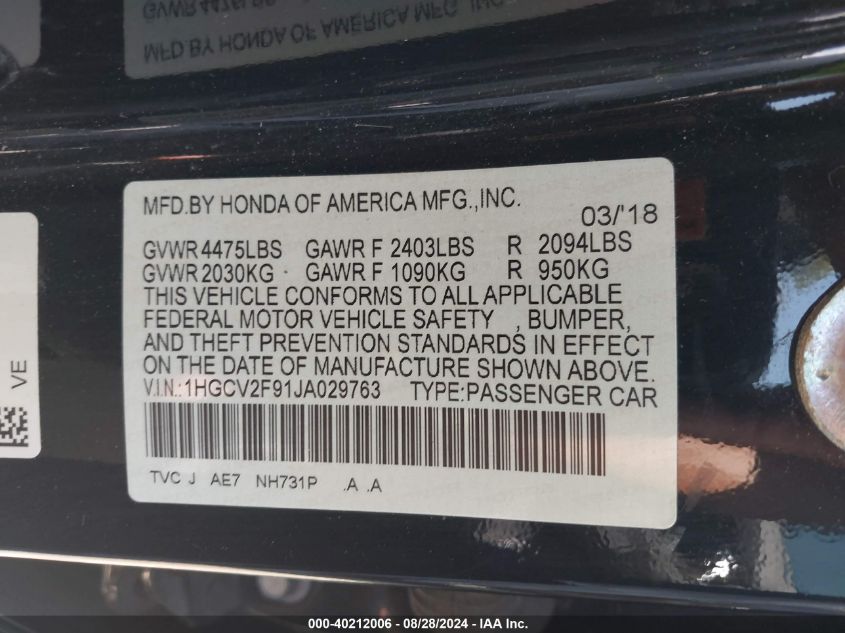 MFD.BY HONDA OF AMERICA MFG., INC.
MFD.BY HONDA OF AMERICA MFG.,INC.
03/'18
GVWR 4475LBS GAWR F 2403LBS R 2094LBS
GVWR 2030KG GAWR F 1090KG R 950KG
THIS VEHICLE CONFORMS TO ALL APPLICABLE
FEDERAL MOTOR VEHICLE SAFETY , BUMPER,
AND THEFT PREVENTION STANDARDS IN EFFECT
ON THE DATE OF MANUFACTURE SHOWN ABOVE.
V.I.N.:1HGCV2F91JA029763 TYPE:PASSENGER CAR
TVC J AE7 NH731P .A .A
VE
000-40212006 - 08/28/2024 - IAA Inc.